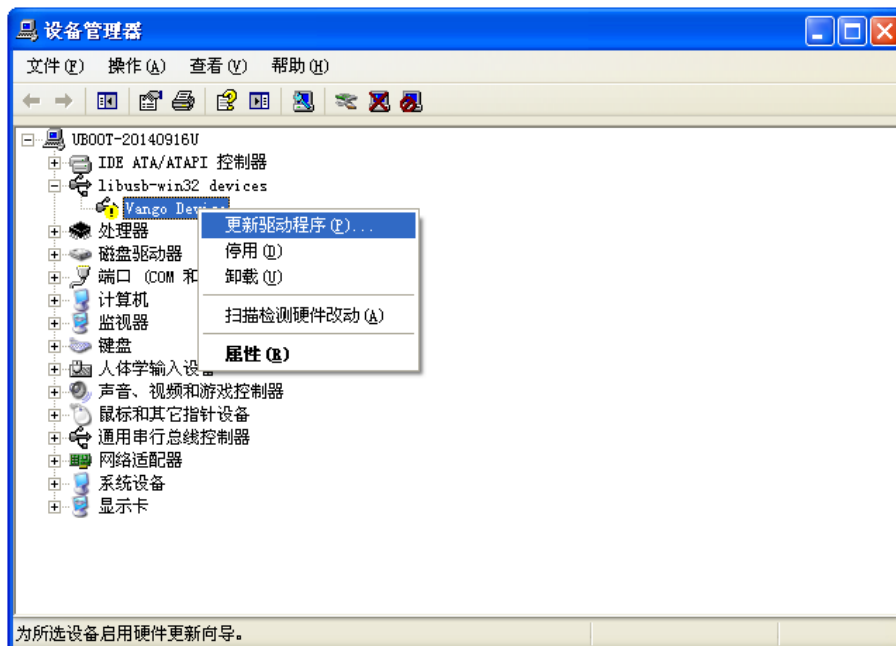 设备管理器
文件(F) 操作(A) 查看(V) 帮助(H)
UBOOT-20140916U
IDE ATA/ATAPI 控制器
libusb-win32 devices
Vango Device
处理器
磁盘驱动器
端口 (COM 和
计算机
监视器
键盘
人体学输入设备
声音、视频和游戏控制器
鼠标和其它指针设备
通用串行总线控制器
网络适配器
系统设备
显示卡
更新驱动程序(P)...
停用(D)
卸载(U)
扫描检测硬件改动(A)
属性(R)
为所选设备启用硬件更新向导。